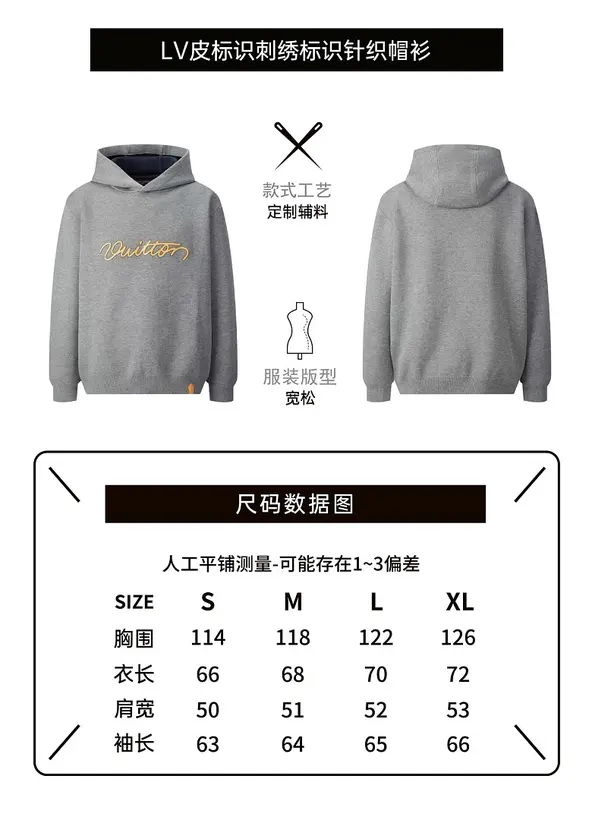 LV皮标识刺绣标识针织帽衫
Vuitton
款式工艺
定制辅料
服装版型
宽松
尺码数据图
人工平铺测量-可能存在1~3偏差
SIZE S M L XL
胸围 114 118 122 126
衣长 66 68 70 72
肩宽 50 51 52 53
袖长 63 64 65 66